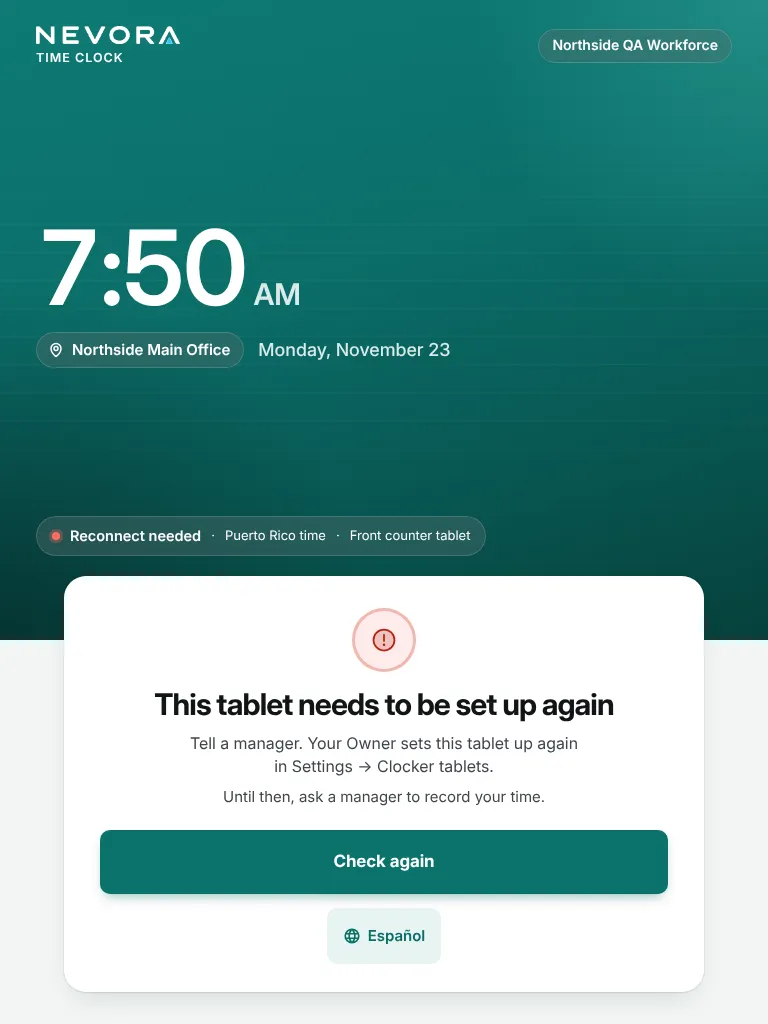 NEVORA
TIME CLOCK
Northside QA Workforce
7:50 AM
Northside Main Office
Monday, November 23
Reconnect needed · Puerto Rico time · Front counter tablet
This tablet needs to be set up again
Tell a manager. Your Owner sets this tablet up again
in Settings → Clocker tablets.
Until then, ask a manager to record your time.
Check again
Español